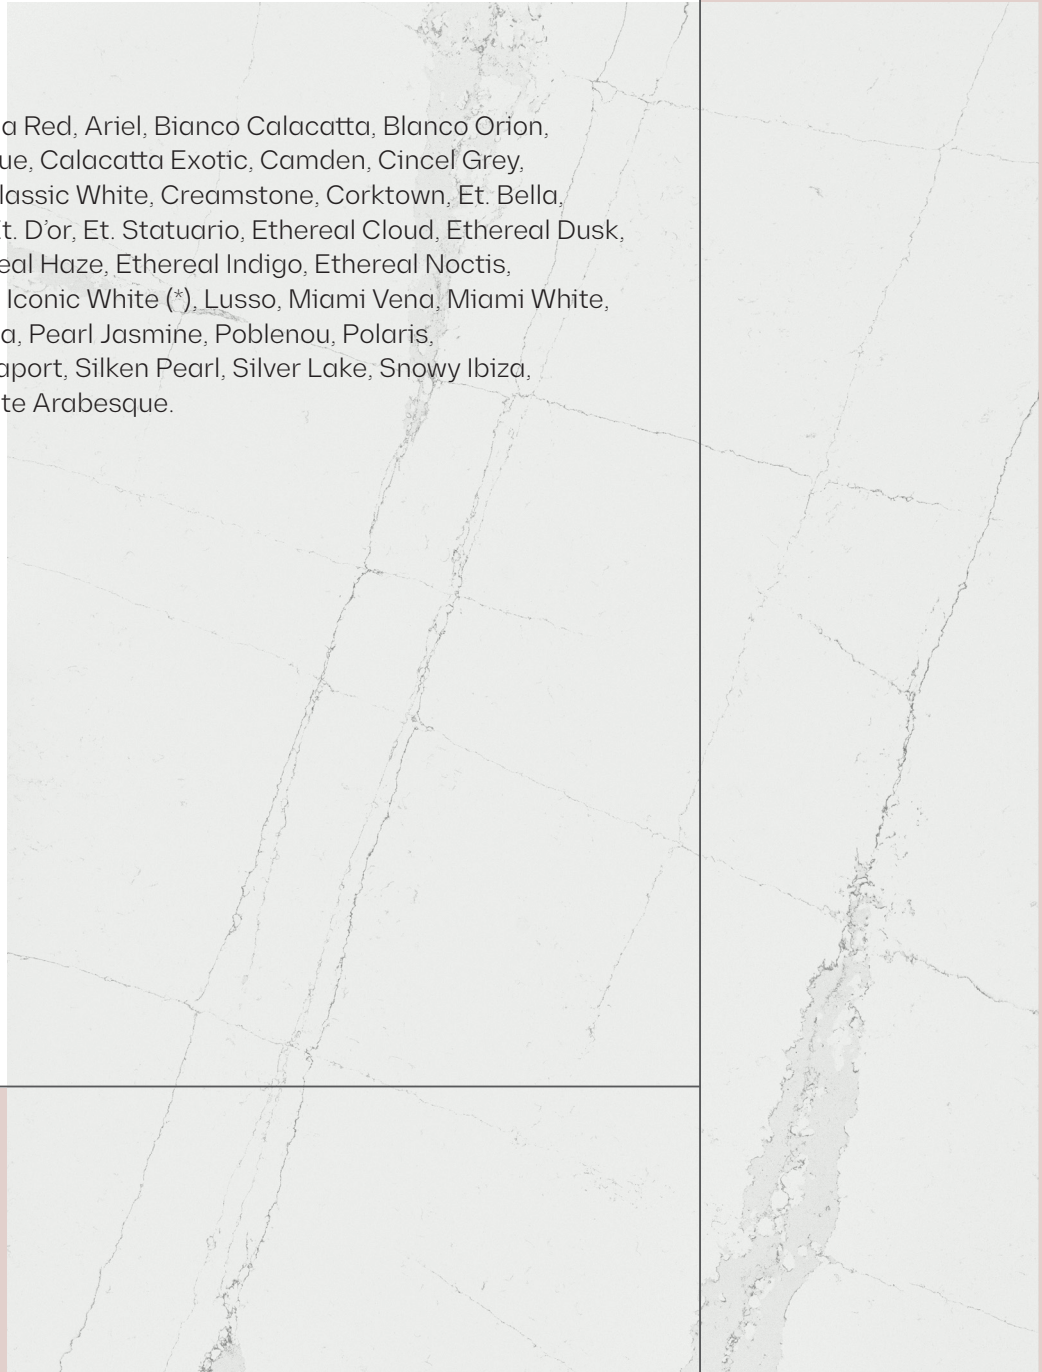 a Red, Ariel, Bianco Calacatta, Blanco Orion,
ue, Calacatta Exotic, Camden, Cincel Grey,
lassic White, Creamstone, Corktown, Et. Bella,
t. D’or, Et. Statuario, Ethereal Cloud, Ethereal Dusk,
eal Haze, Ethereal Indigo, Ethereal Noctis,
Iconic White (*), Lusso, Miami Vena, Miami White,
a, Pearl Jasmine, Poblenou, Polaris,
aport, Silken Pearl, Silver Lake, Snowy Ibiza,
te Arabesque.